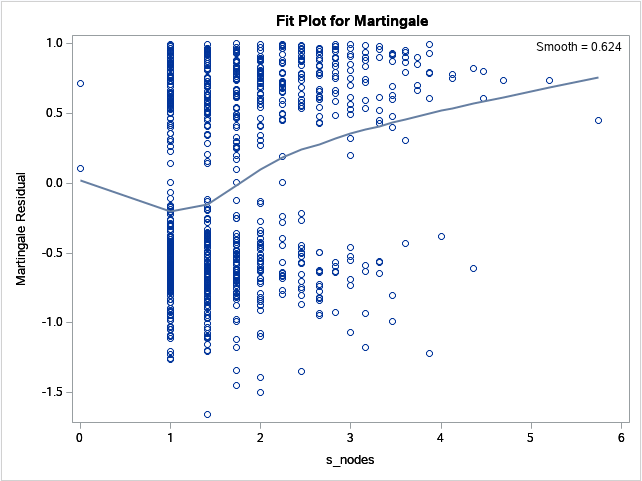 Fit Plot for Martingale
Smooth = 0.624
1.0
0.5
0.0
-0.5
-1.0
-1.5
Martingale Residual
0 1 2 3 4 5 6
s_nodes